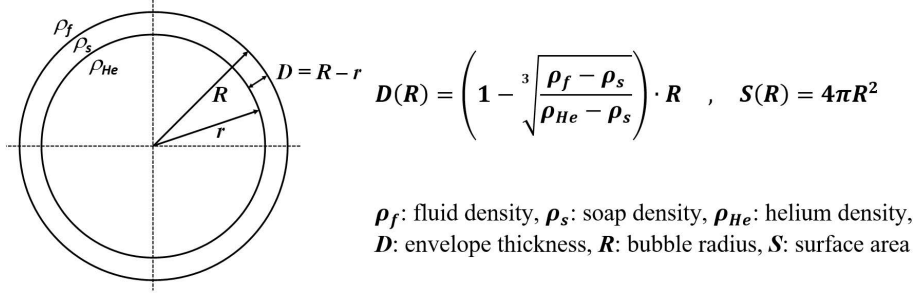 ρf
ρs
ρHe
D = R – r
R
r
D(R) = (1 − ∛((ρf − ρs)/(ρHe − ρs))) · R , S(R) = 4πR²
ρf: fluid density, ρs: soap density, ρHe: helium density,
D: envelope thickness, R: bubble radius, S: surface area